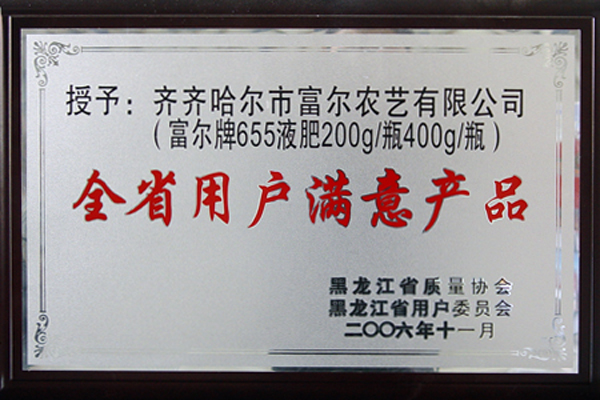 授予：齐齐哈尔市富尔农艺有限公司
（富尔牌655液肥200g/瓶400g/瓶）
全省用户满意产品
黑龙江省质量协会
黑龙江省用户委员会
二〇〇六年十一月